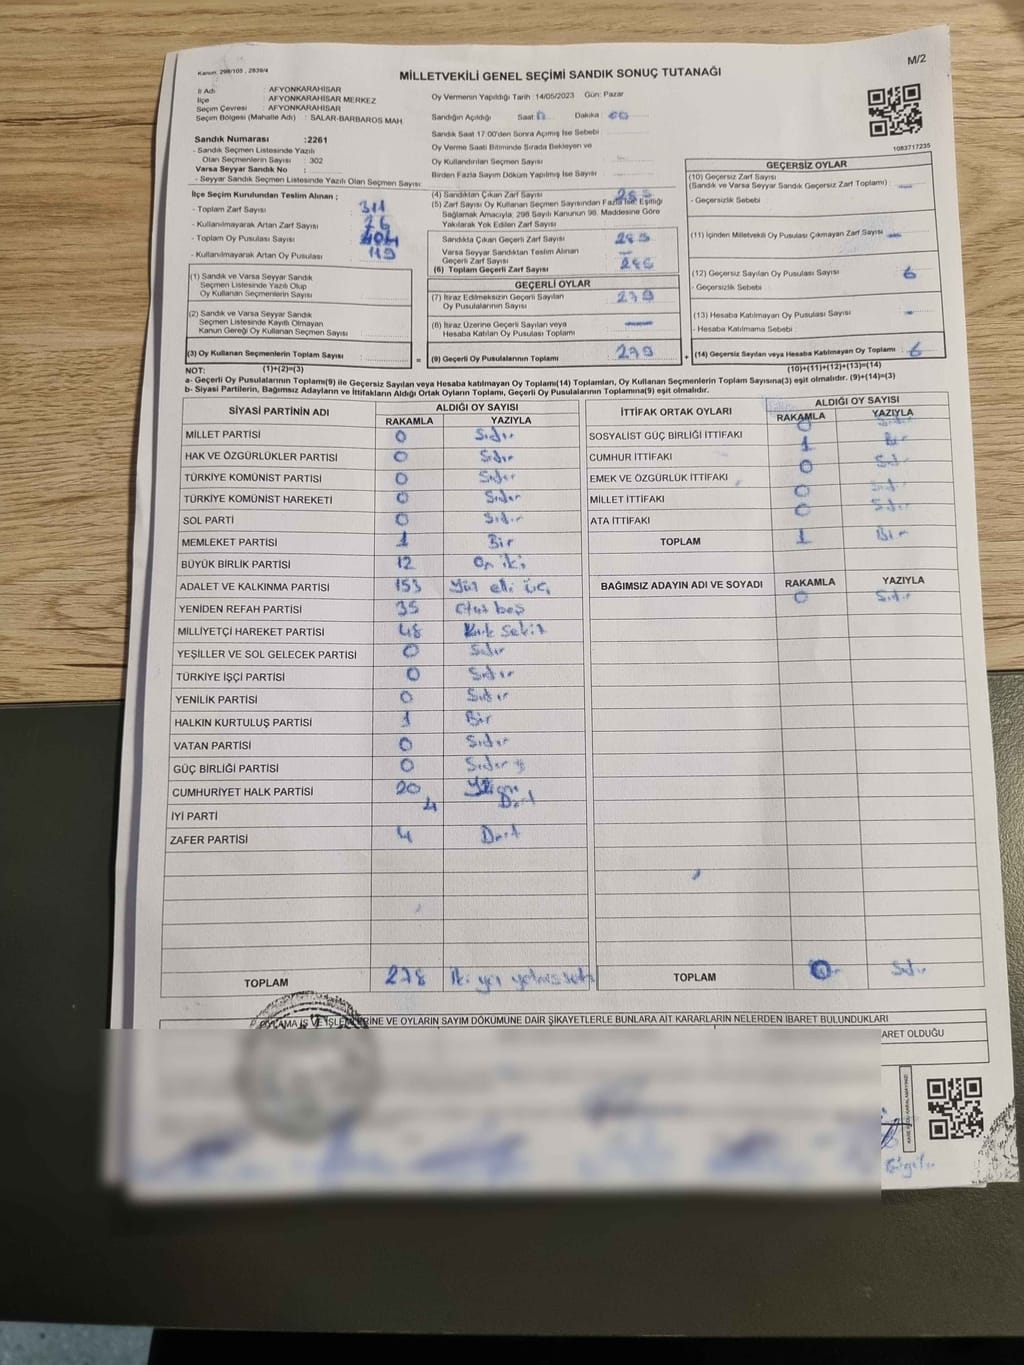 M/2
Kanun: 298/105 , 2839/4
MİLLETVEKİLİ GENEL SEÇİMİ SANDIK SONUÇ TUTANAĞI
İl Adı : AFYONKARAHİSAR
İlçe : AFYONKARAHİSAR MERKEZ
Seçim Çevresi : AFYONKARAHİSAR
Seçim Bölgesi (Mahalle Adı) : SALAR-BARBAROS MAH.
Sandık Numarası :2261
- Sandık Seçmen Listesinde Yazılı
Olan Seçmenlerin Sayısı : 302
Varsa Seyyar Sandık No :
- Seyyar Sandık Seçmen Listesinde Yazılı Olan Seçmen Sayısı:
Oy Vermenin Yapıldığı Tarih :14/05/2023 Gün: Pazar
Sandığın Açıldığı Saat: Dakika: 00
Sandık Saat 17:00'den Sonra Açılmış İse Sebebi :
Oy Verme Saati Bitiminde Sırada Bekleyen ve
Oy Kullandırılan Seçmen Sayısı :
Birden Fazla Sayım Döküm Yapılmış İse Sayısı :
1083717235
İlçe Seçim Kurulundan Teslim Alınan ;
- Toplam Zarf Sayısı : 311
- Kullanılmayarak Artan Zarf Sayısı : 26
- Toplam Oy Pusulası Sayısı : 404
- Kullanılmayarak Artan Oy Pusulası : 119
(1) Sandık ve Varsa Seyyar Sandık
Seçmen Listesinde Yazılı Olup
Oy Kullanan Seçmenlerin Sayısı :
(2) Sandık ve Varsa Seyyar Sandık
Seçmen Listesinde Kayıtlı Olmayan
Kanun Gereği Oy Kullanan Seçmen Sayısı :
(3) Oy Kullanan Seçmenlerin Toplam Sayısı :
(1)+(2)=(3)
(4) Sandıktan Çıkan Zarf Sayısı : 285
(5) Zarf Sayısı Oy Kullanan Seçmen Sayısından Fazla İse; Eşitliği
Sağlamak Amacıyla; 298 Sayılı Kanunun 98. Maddesine Göre
Yakılarak Yok Edilen Zarf Sayısı :
Sandıkta Çıkan Geçerli Zarf Sayısı : 285
Varsa Seyyar Sandıktan Teslim Alınan
Geçerli Zarf Sayısı : —
(6) Toplam Geçerli Zarf Sayısı :
GEÇERLİ OYLAR
(7) İtiraz Edilmeksizin Geçerli Sayılan
Oy Pusulalarının Sayısı : 279
(8) İtiraz Üzerine Geçerli Sayılan veya
Hesaba Katılan Oy Pusulası Toplamı : —
= (9) Geçerli Oy Pusulalarının Toplamı : 279
GEÇERSİZ OYLAR
(10) Geçersiz Zarf Sayısı
(Sandık ve Varsa Seyyar Sandık Geçersiz Zarf Toplamı) : —
- Geçersizlik Sebebi :
(11) İçinden Milletvekili Oy Pusulası Çıkmayan Zarf Sayısı : —
(12) Geçersiz Sayılan Oy Pusulası Sayısı : 6
- Geçersizlik Sebebi :
(13) Hesaba Katılmayan Oy Pusulası Sayısı : —
- Hesaba Katılmama Sebebi :
+ (14) Geçersiz Sayılan veya Hesaba Katılmayan Oy Toplamı : 6
(10)+(11)+(12)+(13)=(14)
NOT:
a- Geçerli Oy Pusulalarının Toplamı(9) ile Geçersiz Sayılan veya Hesaba katılmayan Oy Toplamı(14) Toplamları, Oy Kullanan Seçmenlerin Toplam Sayısına(3) eşit olmalıdır. (9)+(14)=(3)
b- Siyasi Partilerin, Bağımsız Adayların ve İttifakların Aldığı Ortak Oyların Toplamı, Geçerli Oy Pusulalarının Toplamına(9) eşit olmalıdır.
SİYASİ PARTİNİN ADI ALDIĞI OY SAYISI
RAKAMLA YAZIYLA
MİLLET PARTİSİ 0 Sıfır
HAK VE ÖZGÜRLÜKLER PARTİSİ 0 Sıfır
TÜRKİYE KOMÜNİST PARTİSİ 0 Sıfır
TÜRKİYE KOMÜNİST HAREKETİ 0 Sıfır
SOL PARTİ 0 Sıfır
MEMLEKET PARTİSİ 1 Bir
BÜYÜK BİRLİK PARTİSİ 12 On iki
ADALET VE KALKINMA PARTİSİ 153 Yüz elli üç
YENİDEN REFAH PARTİSİ 35 Otuz beş
MİLLİYETÇİ HAREKET PARTİSİ 48 Kırk Sekiz
YEŞİLLER VE SOL GELECEK PARTİSİ 0 Sıfır
TÜRKİYE İŞÇİ PARTİSİ 0 Sıfır
YENİLİK PARTİSİ 0 Sıfır
HALKIN KURTULUŞ PARTİSİ 1 Bir
VATAN PARTİSİ 0 Sıfır
GÜÇ BİRLİĞİ PARTİSİ 0 Sıfır
CUMHURİYET HALK PARTİSİ 20 Yirmi
İYİ PARTİ 4 Dört
ZAFER PARTİSİ 4 Dört
TOPLAM 278 iki yüz yetmiş sekiz
İTTİFAK ORTAK OYLARI ALDIĞI OY SAYISI
RAKAMLA YAZIYLA
SOSYALİST GÜÇ BİRLİĞİ İTTİFAKI 0 Sıfır
CUMHUR İTTİFAKI 1 Bir
EMEK VE ÖZGÜRLÜK İTTİFAKI 0 Sıfır
MİLLET İTTİFAKI 0 Sıfır
ATA İTTİFAKI 0 Sıfır
TOPLAM 1 Bir
BAĞIMSIZ ADAYIN ADI VE SOYADI RAKAMLA YAZIYLA
0 Sıfır
TOPLAM 0 Sıfır
OYLAMA İŞ VE İŞLEMLERİNE VE OYLARIN SAYIM DÖKÜMÜNE DAİR ŞİKAYETLERLE BUNLARA AİT KARARLARIN NELERDEN İBARET BULUNDUKLARI
ARET OLDUĞU